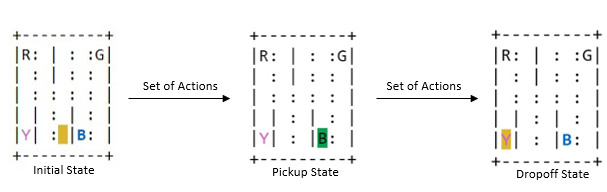 +---------+
|R: | : :G|
| : | : : |
| : : : : |
| | : | : |
|Y| : |B: |
+---------+
Initial State
Set of Actions
+---------+
|R: | : :G|
| : | : : |
| : : : : |
| | : | : |
|Y| : |B: |
+---------+
Pickup State
Set of Actions
+---------+
|R: | : :G|
| : | : : |
| : : : : |
| | : | : |
|Y| : |B: |
+---------+
Dropoff State